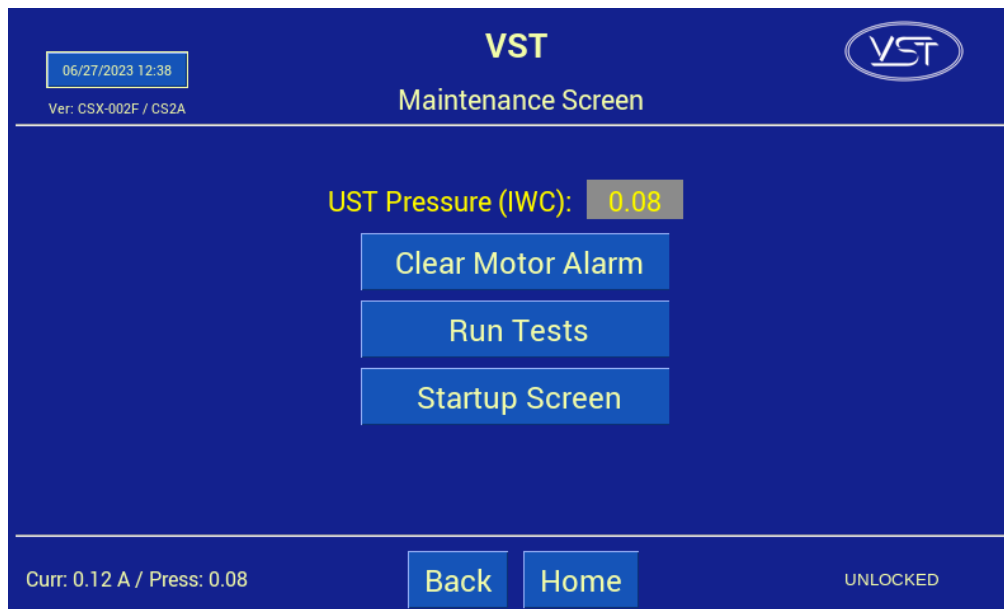 VST
VST
06/27/2023 12:38
Ver: CSX-002F / CS2A
Maintenance Screen
UST Pressure (IWC): 0.08
Clear Motor Alarm
Run Tests
Startup Screen
Curr: 0.12 A / Press: 0.08
Back
Home
UNLOCKED